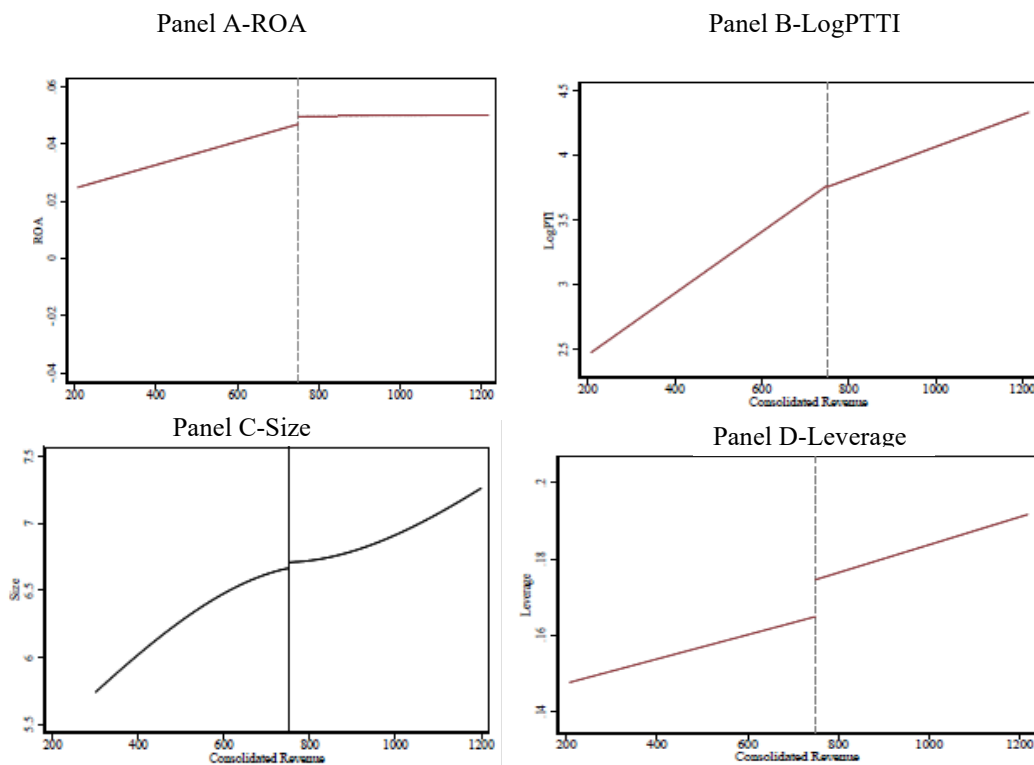 Panel A-ROA
Panel B-LogPTTI
.06
.04
.02
0
-.02
-.04
ROA
200 400 600 800 1000 1200
4.5
4
3.5
3
2.5
LogPTI
200 400 600 800 1000 1200
Consolidated Revenue
Panel C-Size
Panel D-Leverage
7.5
7
6.5
6
5.5
Size
200 400 600 800 1000 1200
Consolidated Revenue
.2
.18
.16
.14
Leverage
200 400 600 800 1000 1200
Consolidated Revenue